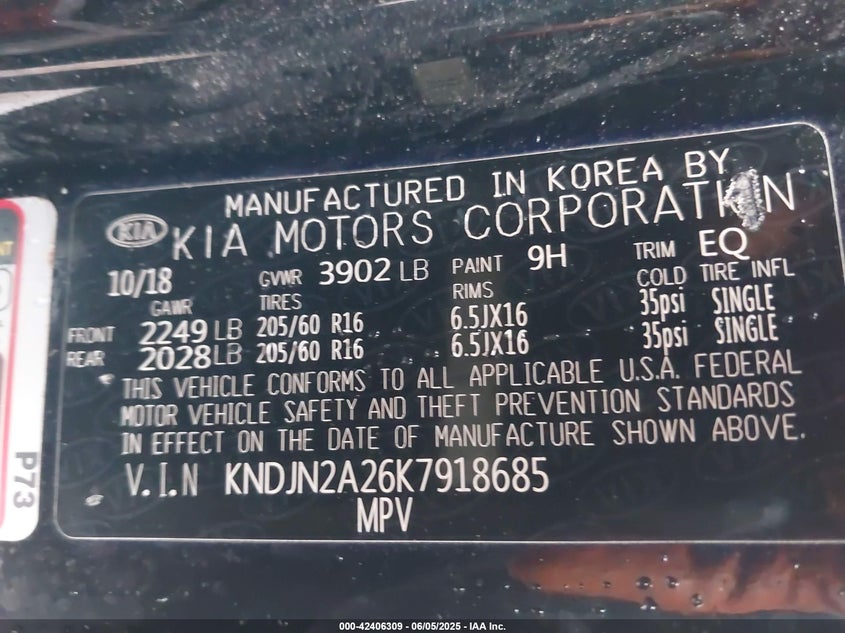 MANUFACTURED IN KOREA BY
KIA KIA MOTORS CORPORATION
10/18 GVWR 3902 LB PAINT 9H TRIM EQ
GAWR TIRES RIMS COLD TIRE INFL
FRONT 2249 LB 205/60 R16 6.5JX16 35psi SINGLE
REAR 2028 LB 205/60 R16 6.5JX16 35psi SINGLE
THIS VEHICLE CONFORMS TO ALL APPLICABLE U.S.A. FEDERAL
MOTOR VEHICLE SAFETY AND THEFT PREVENTION STANDARDS
IN EFFECT ON THE DATE OF MANUFACTURE SHOWN ABOVE.
V.I.N KNDJN2A26K7918685
MPV
P73
000-42406309 - 06/05/2025 - IAA Inc.